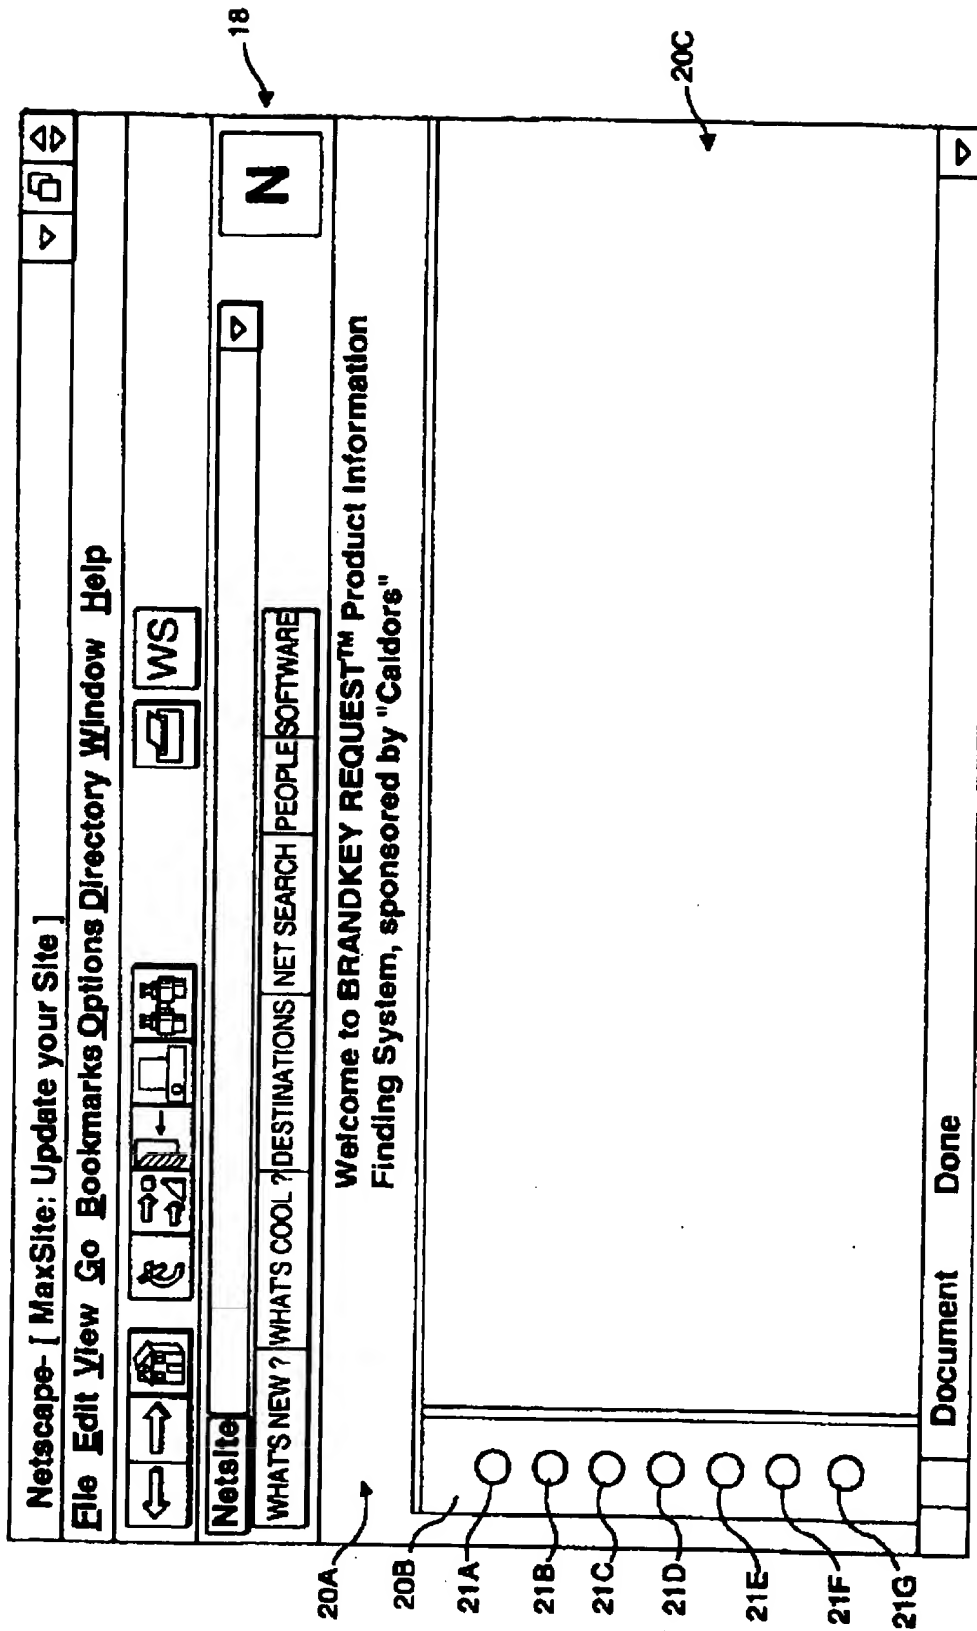 Netscape- [ MaxSite: Update your Site ]
File Edit View Go Bookmarks Options Directory Window Help
WS
Netsite
N
18
WHAT'S NEW ? WHAT'S COOL ? DESTINATIONS NET SEARCH PEOPLE SOFTWARE
Welcome to BRANDKEY REQUEST™ Product Information
Finding System, sponsored by "Caldors"
20A
20B
20C
21A
21B
21C
21D
21E
21F
21G
Document Done